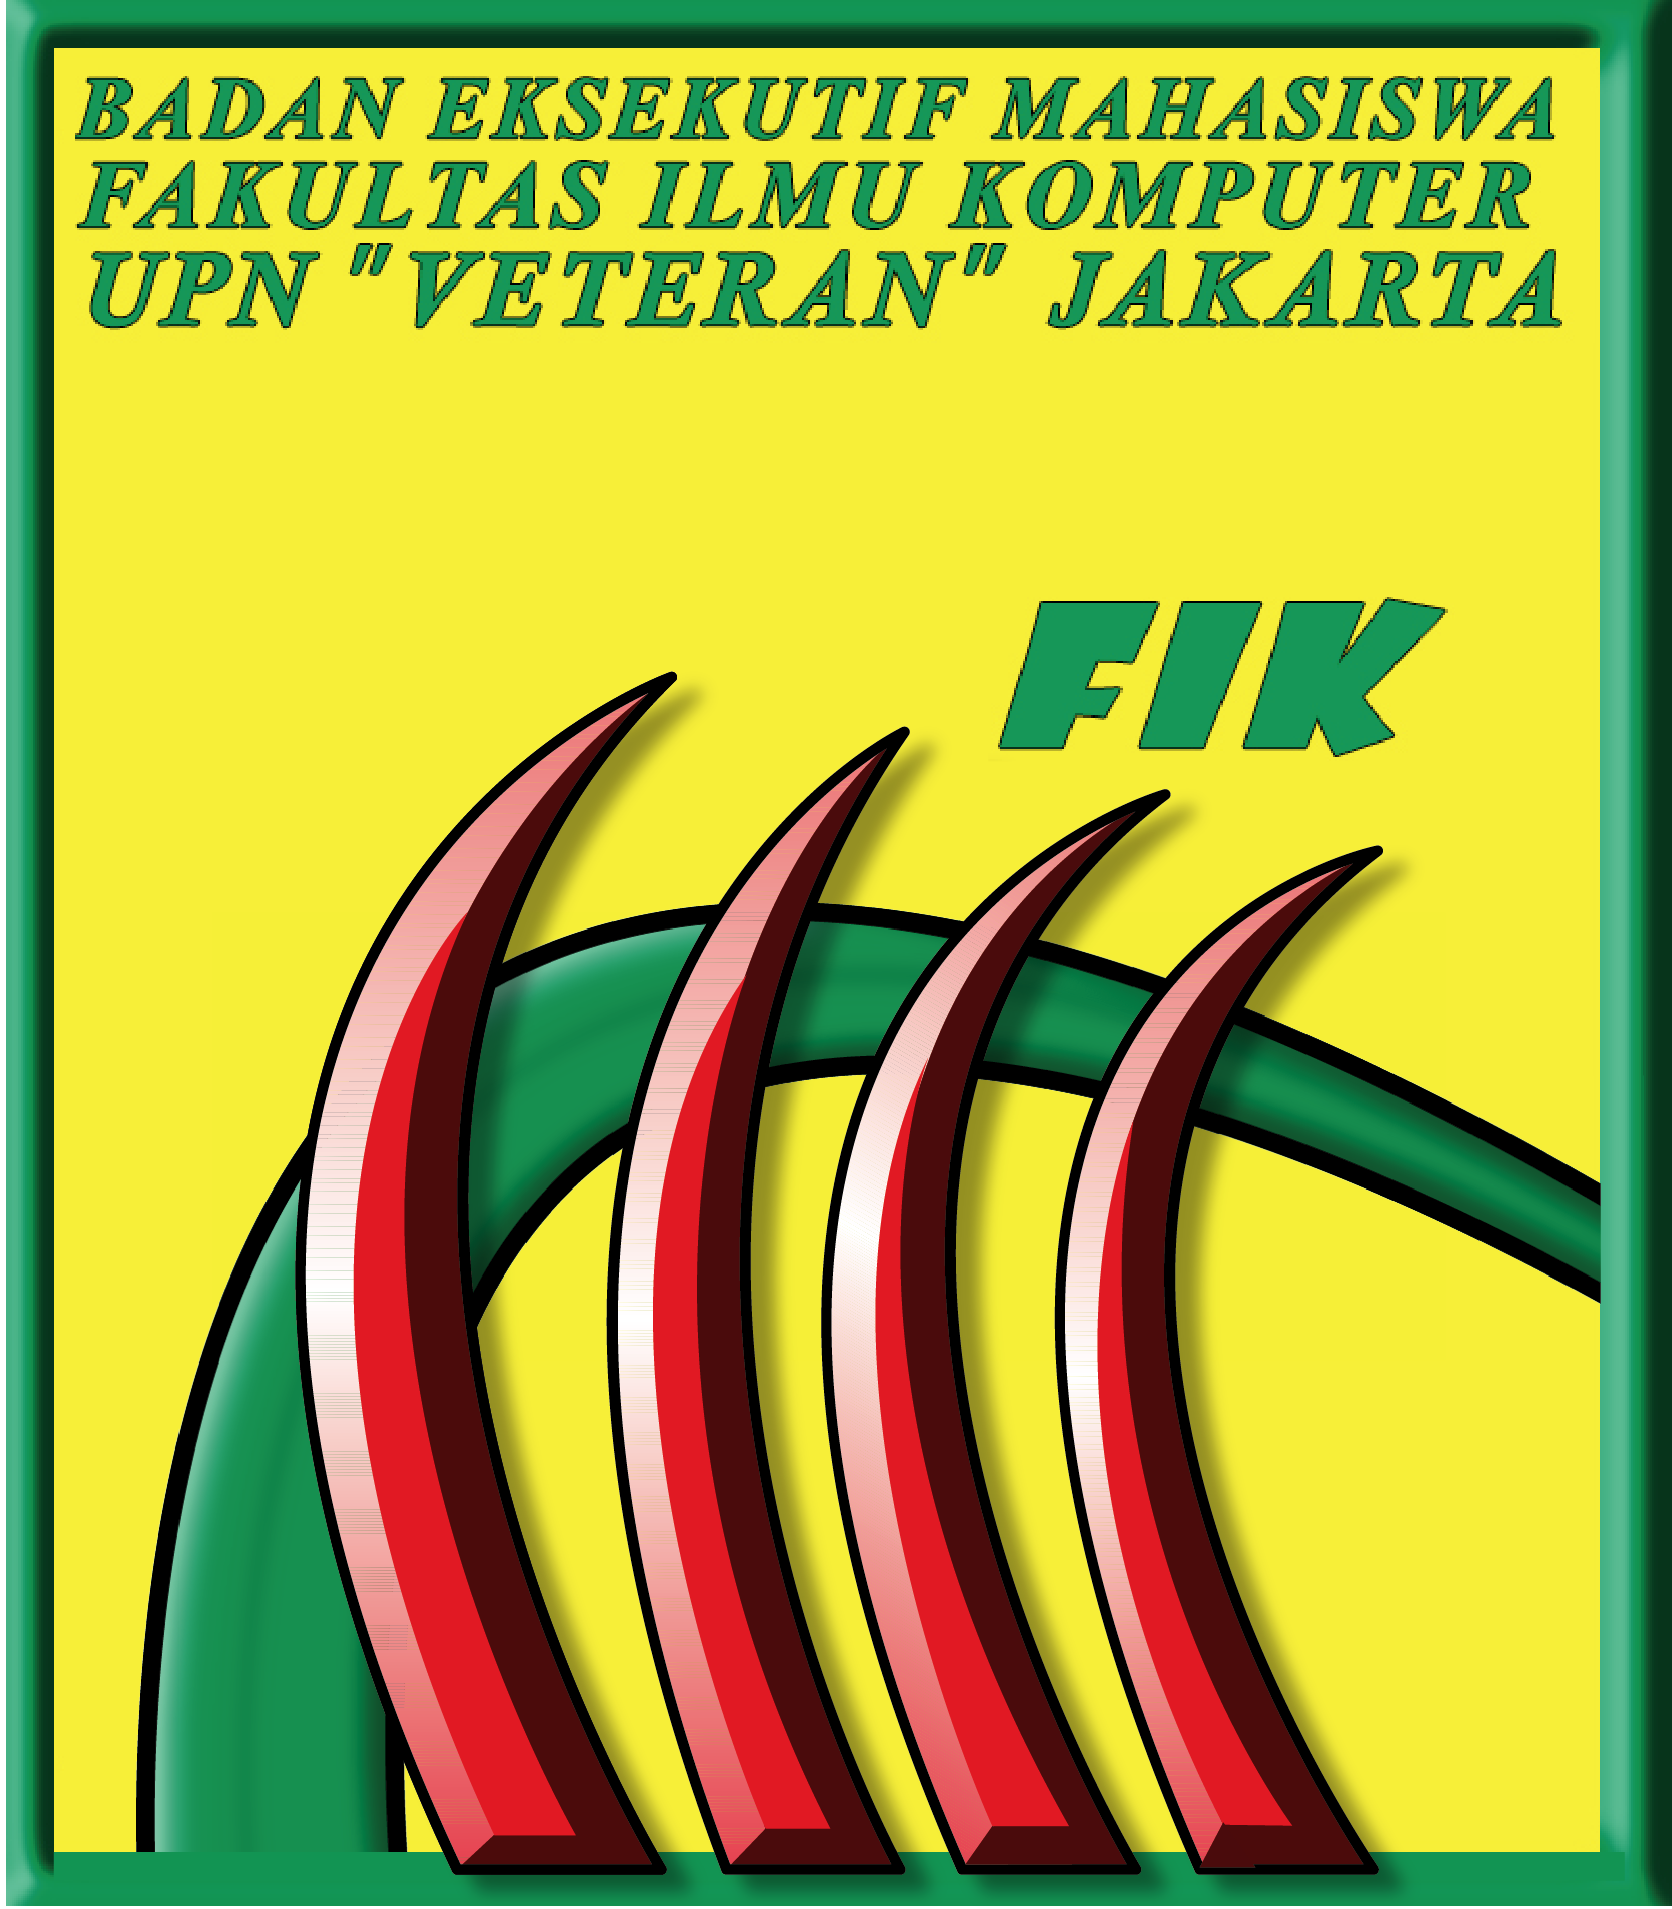 BADAN EKSEKUTIF MAHASISWA
FAKULTAS ILMU KOMPUTER
UPN "VETERAN" JAKARTA
FIK